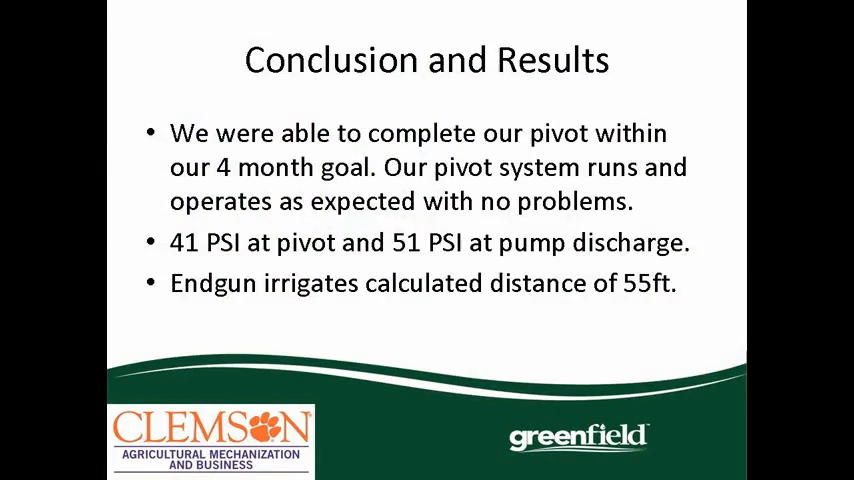 Conclusion and Results
• We were able to complete our pivot within
our 4 month goal. Our pivot system runs and
operates as expected with no problems.
• 41 PSI at pivot and 51 PSI at pump discharge.
• Endgun irrigates calculated distance of 55ft.
CLEMSON
AGRICULTURAL MECHANIZATION
AND BUSINESS
greenfield